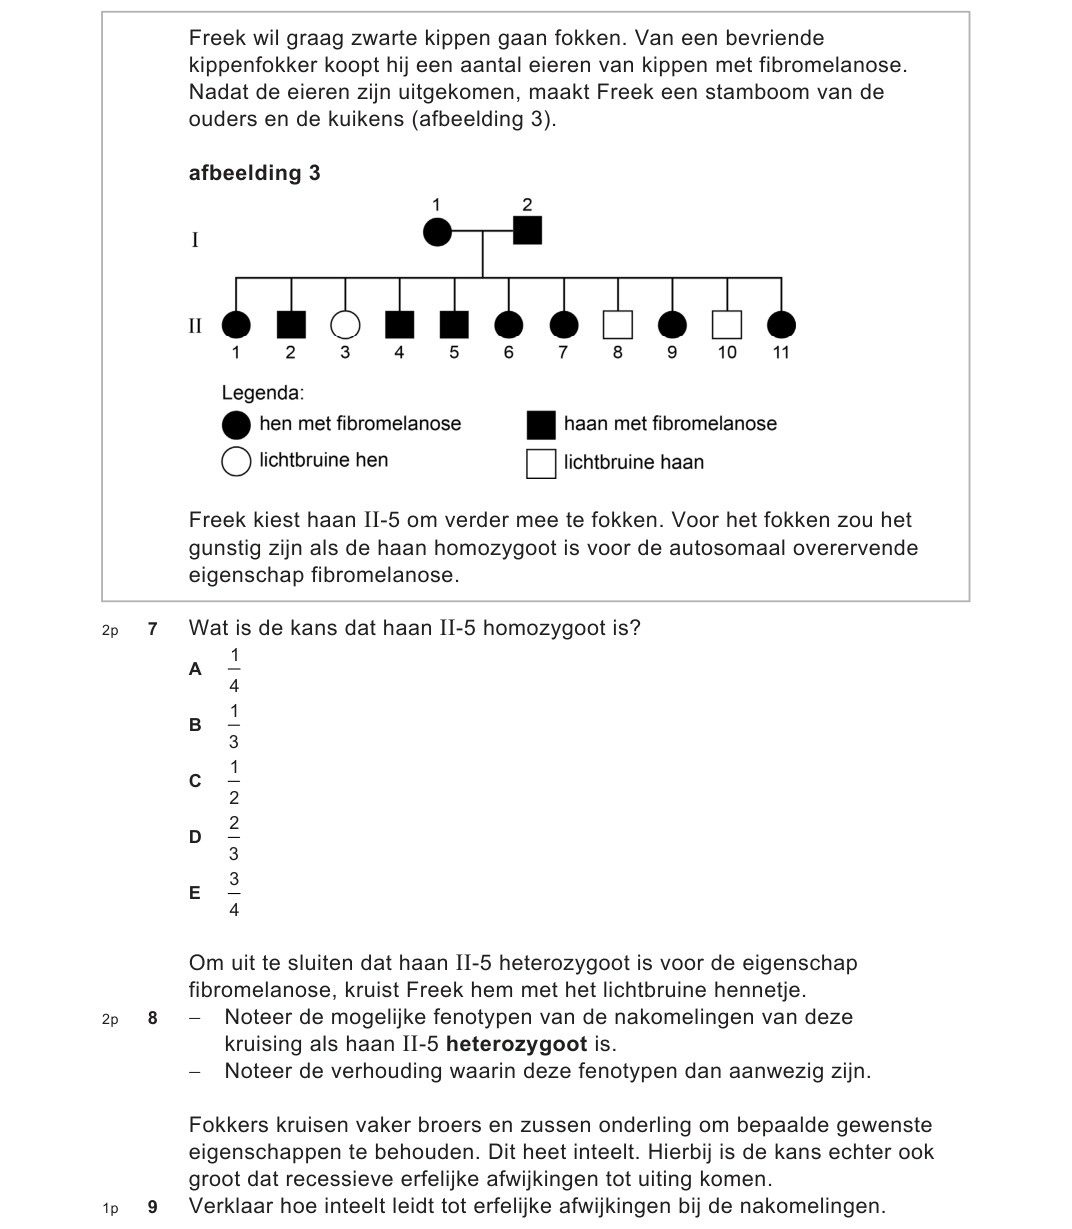 Freek wil graag zwarte kippen gaan fokken. Van een bevriende
kippenfokker koopt hij een aantal eieren van kippen met fibromelanose.
Nadat de eieren zijn uitgekomen, maakt Freek een stamboom van de
ouders en de kuikens (afbeelding 3).
afbeelding 3
1 2
I
II
1 2 3 4 5 6 7 8 9 10 11
Legenda:
hen met fibromelanose haan met fibromelanose
lichtbruine hen lichtbruine haan
Freek kiest haan II-5 om verder mee te fokken. Voor het fokken zou het
gunstig zijn als de haan homozygoot is voor de autosomaal overervende
eigenschap fibromelanose.
2p 7 Wat is de kans dat haan II-5 homozygoot is?
A 1/4
B 1/3
C 1/2
D 2/3
E 3/4
Om uit te sluiten dat haan II-5 heterozygoot is voor de eigenschap
fibromelanose, kruist Freek hem met het lichtbruine hennetje.
2p 8 – Noteer de mogelijke fenotypen van de nakomelingen van deze
kruising als haan II-5 heterozygoot is.
– Noteer de verhouding waarin deze fenotypen dan aanwezig zijn.
Fokkers kruisen vaker broers en zussen onderling om bepaalde gewenste
eigenschappen te behouden. Dit heet inteelt. Hierbij is de kans echter ook
groot dat recessieve erfelijke afwijkingen tot uiting komen.
1p 9 Verklaar hoe inteelt leidt tot erfelijke afwijkingen bij de nakomelingen.